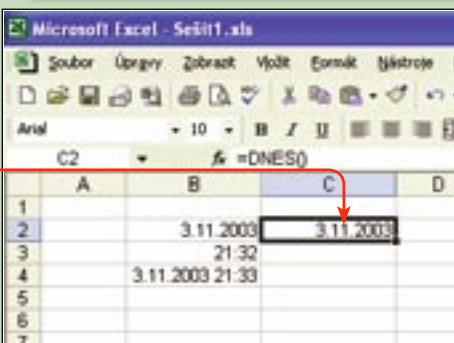 Microsoft Excel - Sešit1.xls
Soubor Úpravy Zobrazit Vložit Formát Nástroje
Arial 10 B I U
C2 fx =DNES()
A B C D
1
2 3.11.2003 3.11.2003
3 21:32
4 3.11.2003 21:33
5
6
7